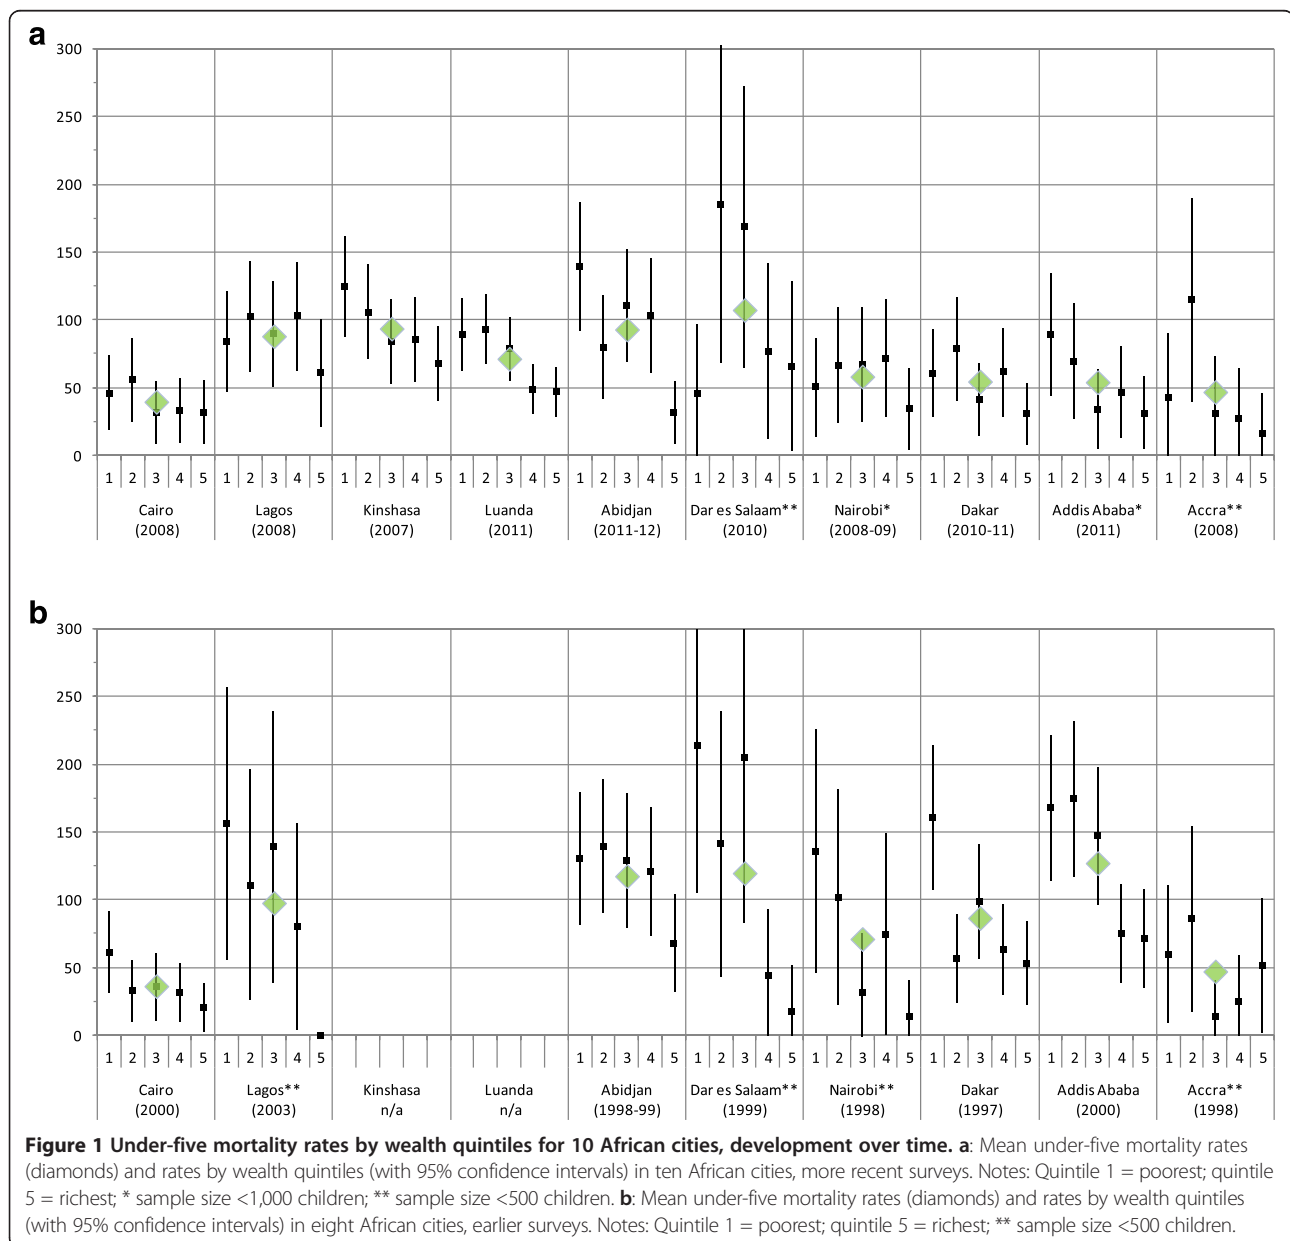 a
300
250
200
150
100
50
0
1 2 3 4 5 1 2 3 4 5 1 2 3 4 5 1 2 3 4 5 1 2 3 4 5 1 2 3 4 5 1 2 3 4 5 1 2 3 4 5 1 2 3 4 5 1 2 3 4 5
Cairo Lagos Kinshasa Luanda Abidjan Dar es Salaam** Nairobi* Dakar Addis Ababa* Accra**
(2008) (2008) (2007) (2011) (2011-12) (2010) (2008-09) (2010-11) (2011) (2008)
b
300
250
200
150
100
50
0
1 2 3 4 5 1 2 3 4 5 1 2 3 4 5 1 2 3 4 5 1 2 3 4 5 1 2 3 4 5 1 2 3 4 5 1 2 3 4 5
Cairo Lagos** Kinshasa Luanda Abidjan Dar es Salaam** Nairobi** Dakar Addis Ababa Accra**
(2000) (2003) n/a n/a (1998-99) (1999) (1998) (1997) (2000) (1998)
Figure 1 Under-five mortality rates by wealth quintiles for 10 African cities, development over time. a: Mean under-five mortality rates
(diamonds) and rates by wealth quintiles (with 95% confidence intervals) in ten African cities, more recent surveys. Notes: Quintile 1 = poorest; quintile
5 = richest; * sample size <1,000 children; ** sample size <500 children. b: Mean under-five mortality rates (diamonds) and rates by wealth quintiles
(with 95% confidence intervals) in eight African cities, earlier surveys. Notes: Quintile 1 = poorest; quintile 5 = richest; ** sample size <500 children.